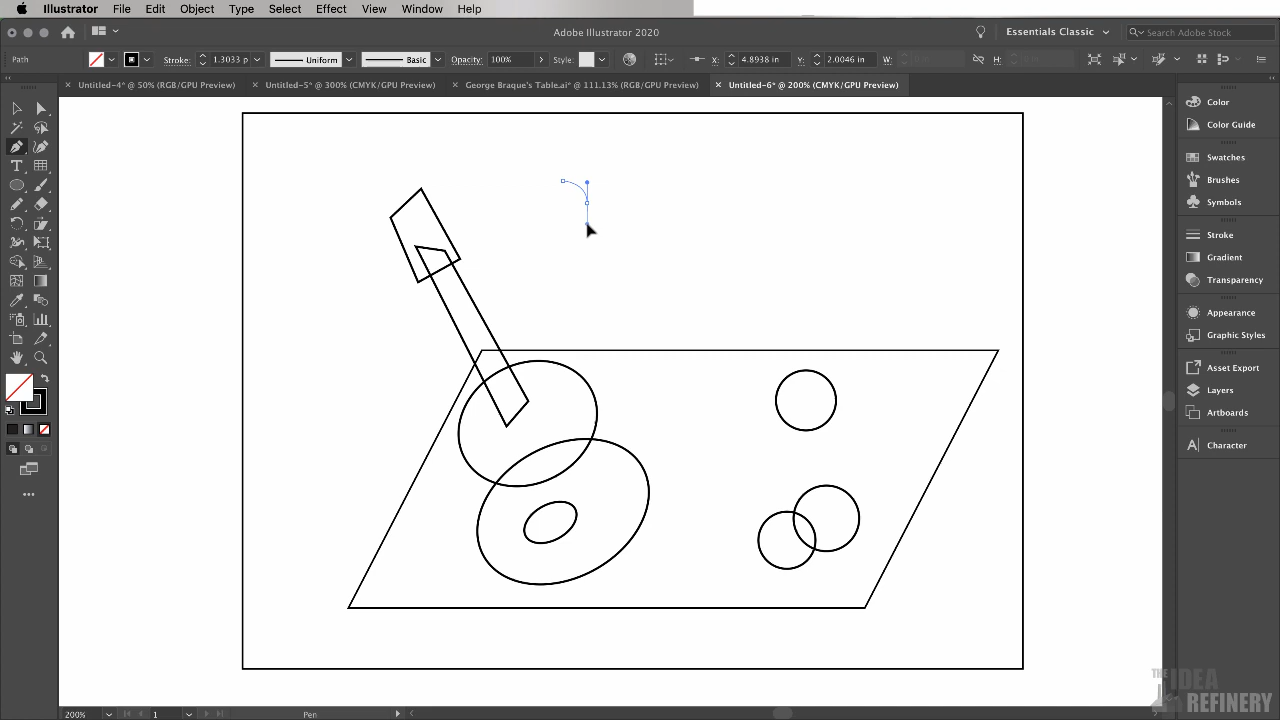 Illustrator File Edit Object Type Select Effect View Window Help
Adobe Illustrator 2020
Essentials Classic
Search Adobe Stock
Path
Stroke: 1.3033 p Uniform Basic Opacity: 100% Style: X: 4.8938 in Y: 2.0046 in W: H:
Untitled-4* @ 50% (RGB/GPU Preview)
Untitled-5* @ 300% (CMYK/GPU Preview)
George Braque's Table.ai* @ 111.13% (RGB/GPU Preview)
Untitled-6* @ 200% (CMYK/GPU Preview)
Color
Color Guide
Swatches
Brushes
Symbols
Stroke
Gradient
Transparency
Appearance
Graphic Styles
Asset Export
Layers
Artboards
Character
THE IDEA
REFINERY
200% 1 Pen